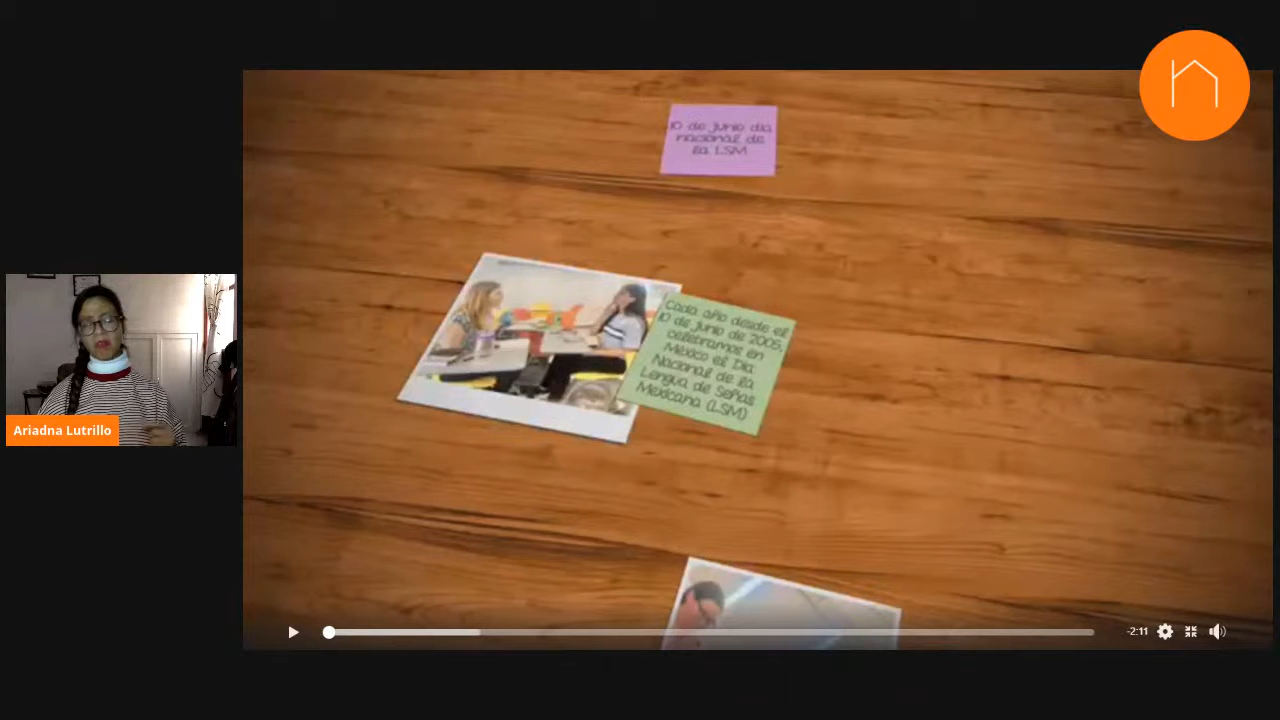 10 de junio día
nacional de
la LSM
Cada año desde el
10 de junio de 2005,
celebramos en
México el Día
Nacional de la
Lengua de Señas
Mexicana (LSM)
Ariadna Lutrillo
-2:11